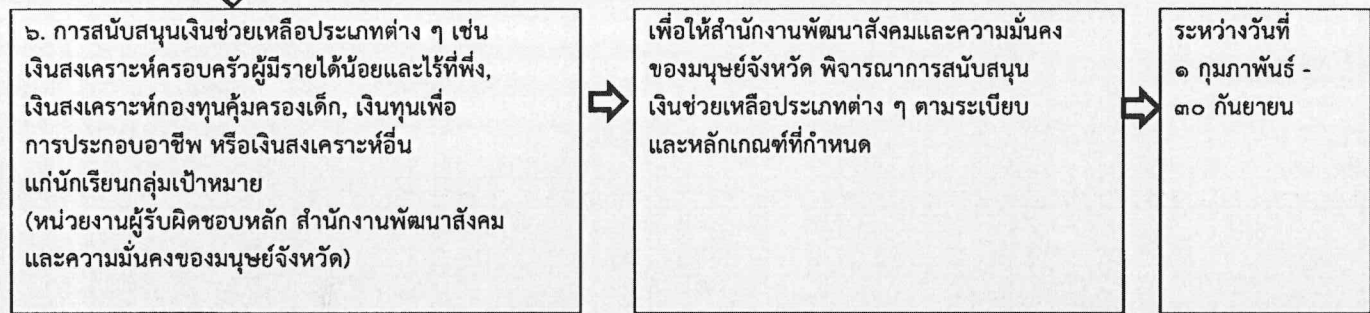 ๖. การสนับสนุนเงินช่วยเหลือประเภทต่าง ๆ เช่น
เงินสงเคราะห์ครอบครัวผู้มีรายได้น้อยและไร้ที่พึ่ง,
เงินสงเคราะห์กองทุนคุ้มครองเด็ก, เงินทุนเพื่อ
การประกอบอาชีพ หรือเงินสงเคราะห์อื่น
แก่นักเรียนกลุ่มเป้าหมาย
(หน่วยงานผู้รับผิดชอบหลัก สำนักงานพัฒนาสังคม
และความมั่นคงของมนุษย์จังหวัด)
เพื่อให้สำนักงานพัฒนาสังคมและความมั่นคง
ของมนุษย์จังหวัด พิจารณาการสนับสนุน
เงินช่วยเหลือประเภทต่าง ๆ ตามระเบียบ
และหลักเกณฑ์ที่กำหนด
ระหว่างวันที่
๑ กุมภาพันธ์ -
๓๐ กันยายน